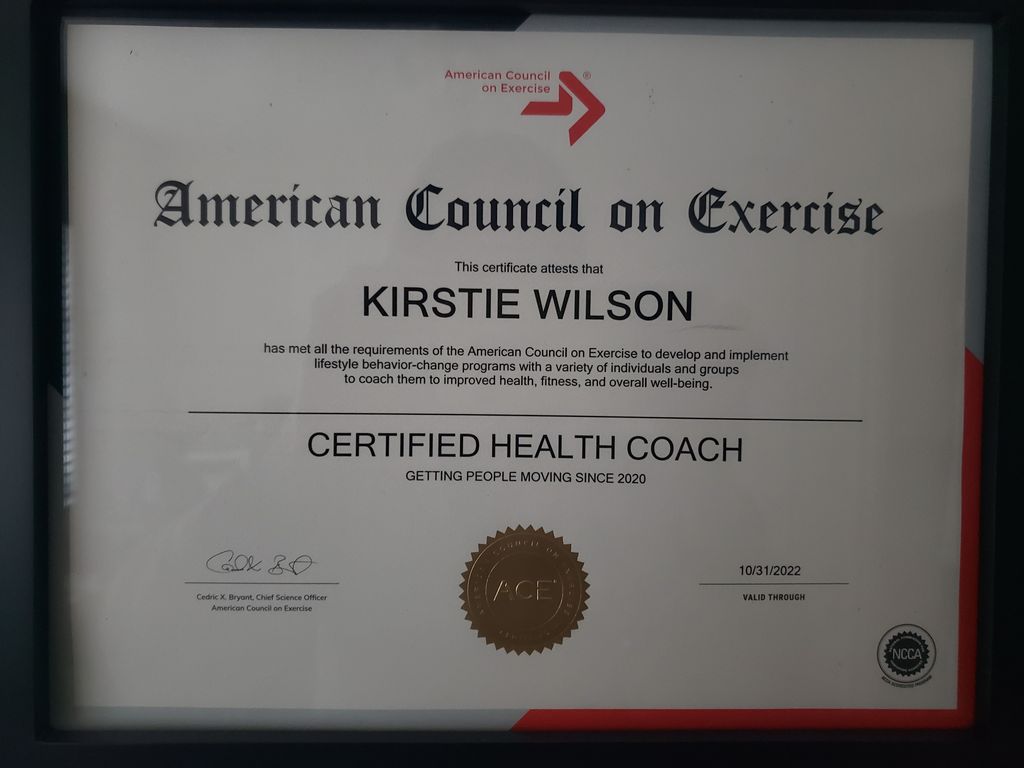 American Council
on Exercise
®
American Council on Exercise
This certificate attests that
KIRSTIE WILSON
has met all the requirements of the American Council on Exercise to develop and implement
lifestyle behavior-change programs with a variety of individuals and groups
to coach them to improved health, fitness, and overall well-being.
CERTIFIED HEALTH COACH
GETTING PEOPLE MOVING SINCE 2020
Cedric X. Bryant, Chief Science Officer
American Council on Exercise
ACE
10/31/2022
VALID THROUGH
NCCA
NCCA ACCREDITED PROGRAM